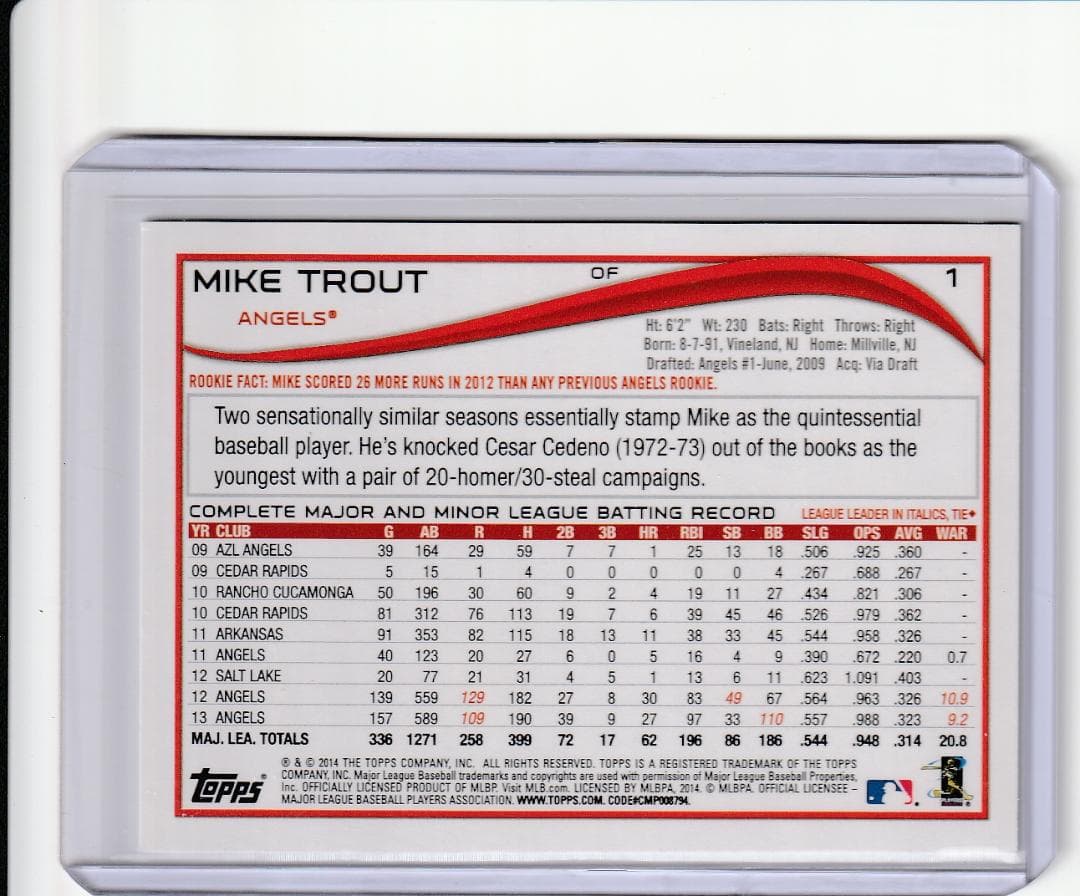 MIKE TROUT OF 1
ANGELS®
Ht: 6'2" Wt: 230 Bats: Right Throws: Right
Born: 8-7-91, Vineland, NJ Home: Millville, NJ
Drafted: Angels #1-June, 2009 Acq: Via Draft
ROOKIE FACT: MIKE SCORED 26 MORE RUNS IN 2012 THAN ANY PREVIOUS ANGELS ROOKIE.
Two sensationally similar seasons essentially stamp Mike as the quintessential
baseball player. He's knocked Cesar Cedeno (1972-73) out of the books as the
youngest with a pair of 20-homer/30-steal campaigns.
COMPLETE MAJOR AND MINOR LEAGUE BATTING RECORD LEAGUE LEADER IN ITALICS, TIE♦
YR CLUB G AB R H 2B 3B HR RBI SB BB SLG OPS AVG WAR
09 AZL ANGELS 39 164 29 59 7 7 1 25 13 18 .506 .925 .360 -
09 CEDAR RAPIDS 5 15 1 4 0 0 0 0 0 4 .267 .688 .267 -
10 RANCHO CUCAMONGA 50 196 30 60 9 2 4 19 11 27 .434 .821 .306 -
10 CEDAR RAPIDS 81 312 76 113 19 7 6 39 45 46 .526 .979 .362 -
11 ARKANSAS 91 353 82 115 18 13 11 38 33 45 .544 .958 .326 -
11 ANGELS 40 123 20 27 6 0 5 16 4 9 .390 .672 .220 0.7
12 SALT LAKE 20 77 21 31 4 5 1 13 6 11 .623 1.091 .403 -
12 ANGELS 139 559 129 182 27 8 30 83 49 67 .564 .963 .326 10.9
13 ANGELS 157 589 109 190 39 9 27 97 33 110 .557 .988 .323 9.2
MAJ. LEA. TOTALS 336 1271 258 399 72 17 62 196 86 186 .544 .948 .314 20.8
Topps®
® & © 2014 THE TOPPS COMPANY, INC. ALL RIGHTS RESERVED. TOPPS IS A REGISTERED TRADEMARK OF THE TOPPS
COMPANY, INC. Major League Baseball trademarks and copyrights are used with permission of Major League Baseball Properties,
Inc. OFFICIALLY LICENSED PRODUCT OF MLBP. Visit MLB.com. LICENSED BY MLBPA, 2014. © MLBPA. OFFICIAL LICENSEE –
MAJOR LEAGUE BASEBALL PLAYERS ASSOCIATION. WWW.TOPPS.COM. CODE#CMP008794.